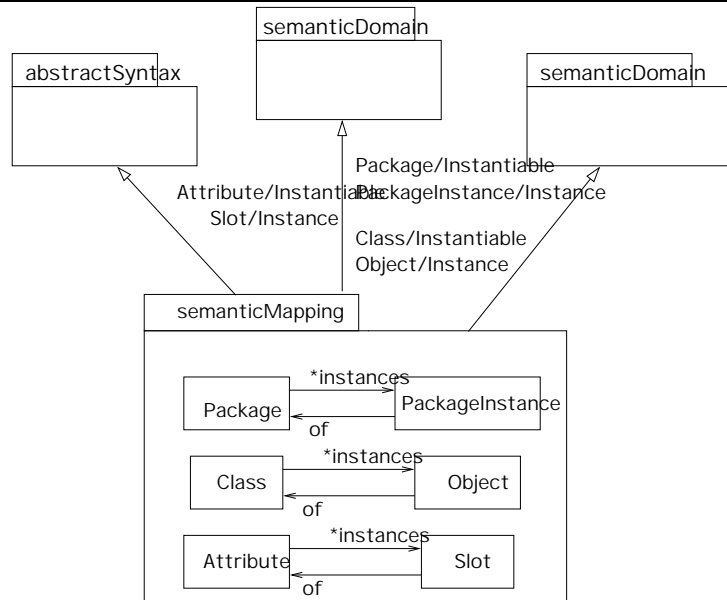 semanticDomain
abstractSyntax
semanticDomain
Package/Instantiable
Attribute/Instantiable
PackageInstance/Instance
Slot/Instance
Class/Instantiable
Object/Instance
semanticMapping
*instances
Package
PackageInstance
of
*instances
Class
Object
of
*instances
Attribute
Slot
of